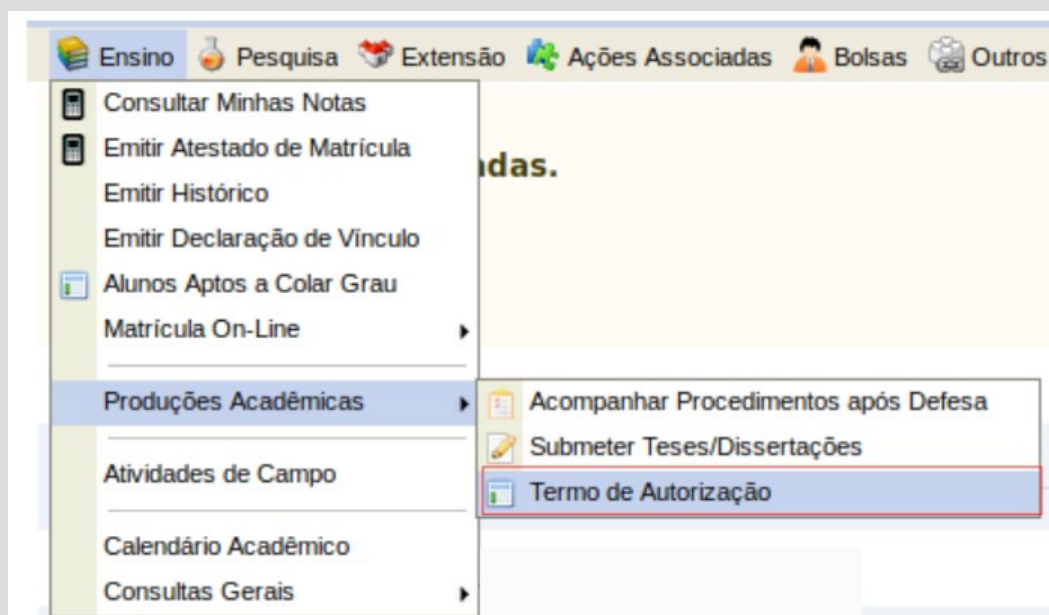 Ensino Pesquisa Extensão Ações Associadas Bolsas Outros
Consultar Minhas Notas
Emitir Atestado de Matrícula
Emitir Histórico
Emitir Declaração de Vínculo
Alunos Aptos a Colar Grau
Matrícula On-Line
Produções Acadêmicas
Atividades de Campo
Calendário Acadêmico
Consultas Gerais
Acompanhar Procedimentos após Defesa
Submeter Teses/Dissertações
Termo de Autorização